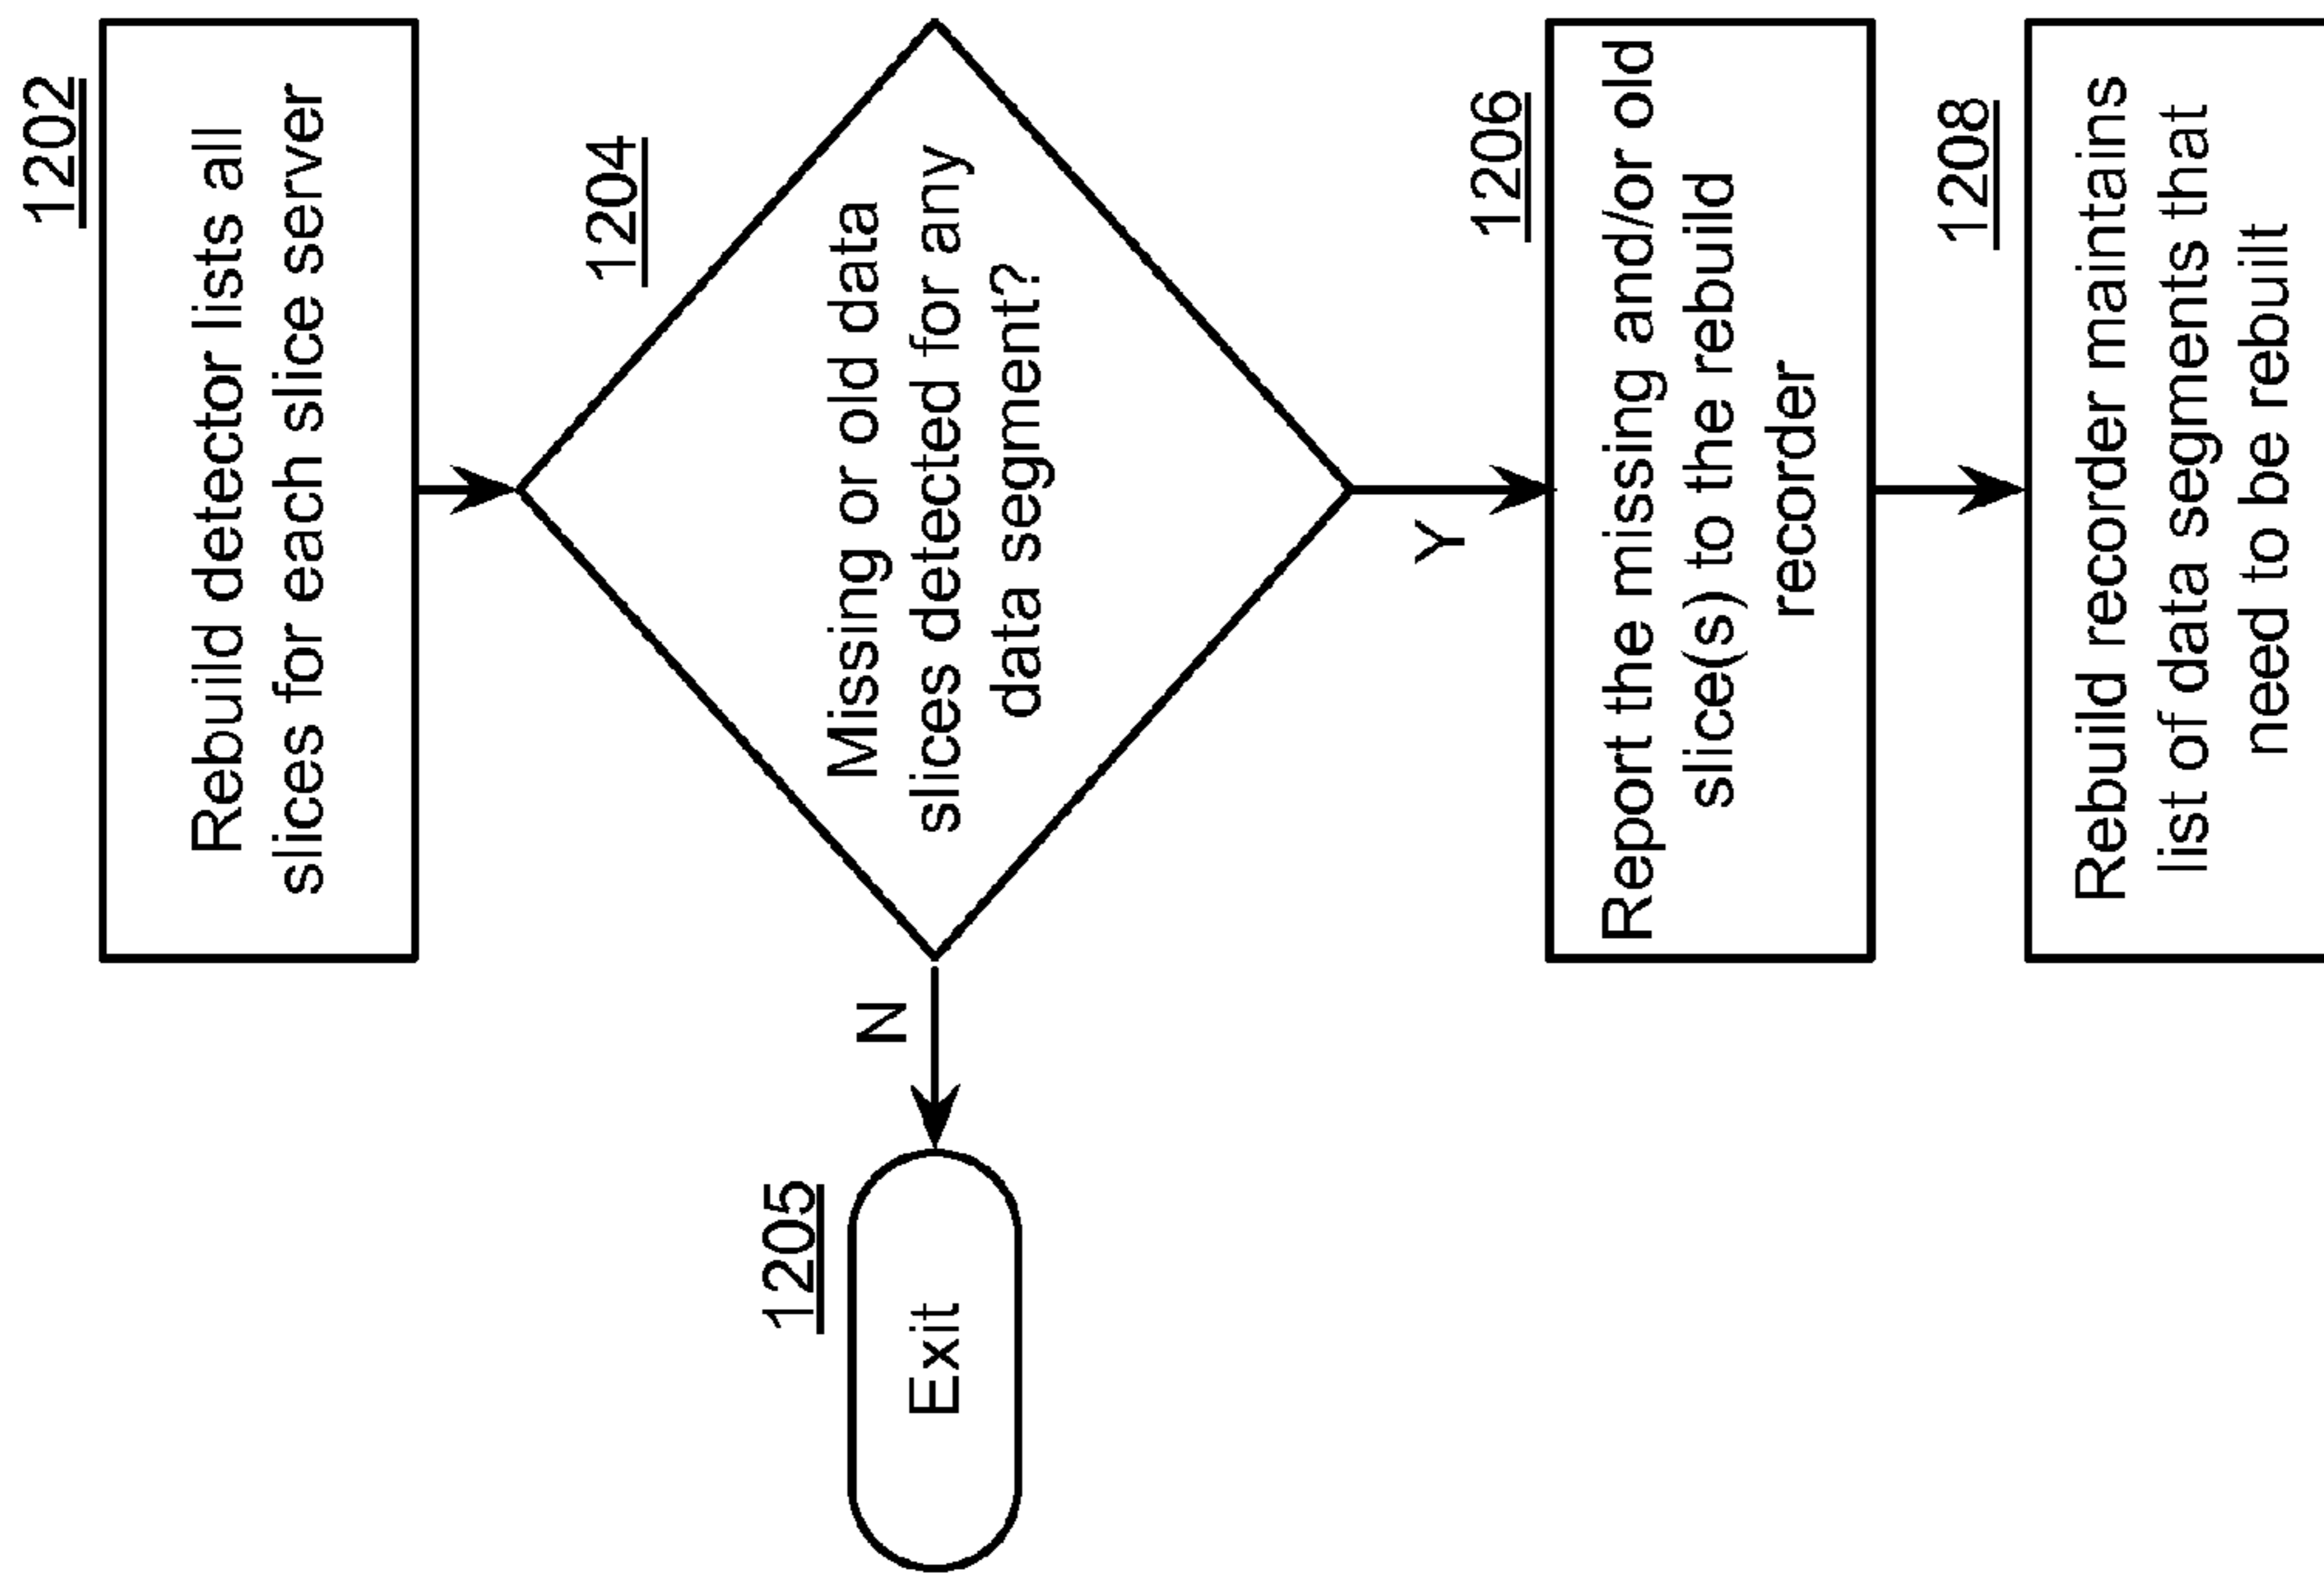 1202
Rebuild detector lists all
slices for each slice server
1204
Missing or old data
slices detected for any
data segment?
N
1205
Exit
Y
1206
Report the missing and/or old
slice(s) to the rebuild
recorder
1208
Rebuild recorder maintains
list of data segments that
need to be rebuilt